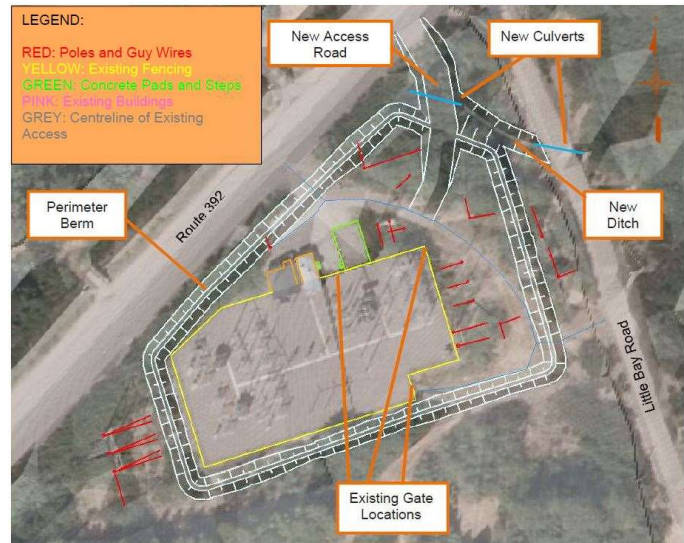 LEGEND:
RED: Poles and Guy Wires
YELLOW: Existing Fencing
GREEN: Concrete Pads and Steps
PINK: Existing Buildings
GREY: Centreline of Existing
Access
New Access
Road
New Culverts
Perimeter
Berm
Route 392
New
Ditch
Little Bay Road
Existing Gate
Locations